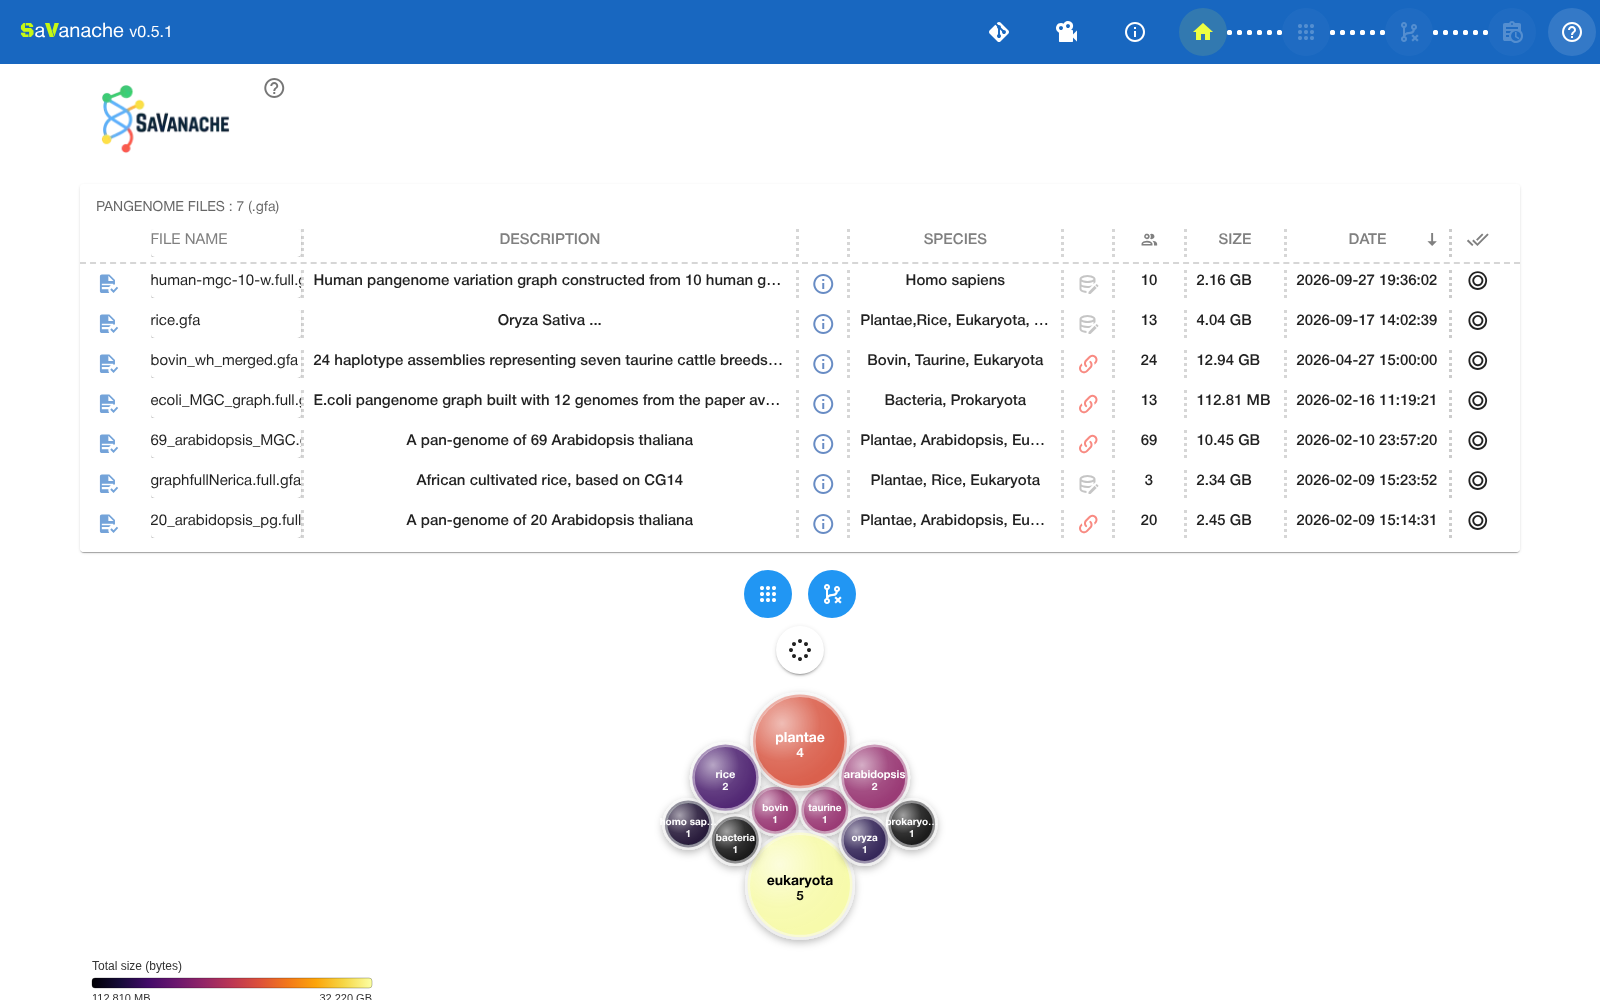 SaVanache v0.5.1
SaVanache
PANGENOME FILES : 7 (.gfa)
FILE NAME DESCRIPTION SPECIES SIZE DATE
human-mgc-10-w.full.g Human pangenome variation graph constructed from 10 human g... Homo sapiens 10 2.16 GB 2026-09-27 19:36:02
rice.gfa Oryza Sativa ... Plantae,Rice, Eukaryota, ... 13 4.04 GB 2026-09-17 14:02:39
bovin_wh_merged.gfa 24 haplotype assemblies representing seven taurine cattle breeds... Bovin, Taurine, Eukaryota 24 12.94 GB 2026-04-27 15:00:00
ecoli_MGC_graph.full.g E.coli pangenome graph built with 12 genomes from the paper av... Bacteria, Prokaryota 13 112.81 MB 2026-02-16 11:19:21
69_arabidopsis_MGC. A pan-genome of 69 Arabidopsis thaliana Plantae, Arabidopsis, Eu... 69 10.45 GB 2026-02-10 23:57:20
graphfullNerica.full.gfa African cultivated rice, based on CG14 Plantae, Rice, Eukaryota 3 2.34 GB 2026-02-09 15:23:52
20_arabidopsis_pg.full A pan-genome of 20 Arabidopsis thaliana Plantae, Arabidopsis, Eu... 20 2.45 GB 2026-02-09 15:14:31
plantae
4
rice
2
arabidopsis
2
bovin
1
taurine
1
omo sap..
1
prokaryo..
1
bacteria
1
oryza
1
eukaryota
5
Total size (bytes)
112.810 MB 32.220 GB